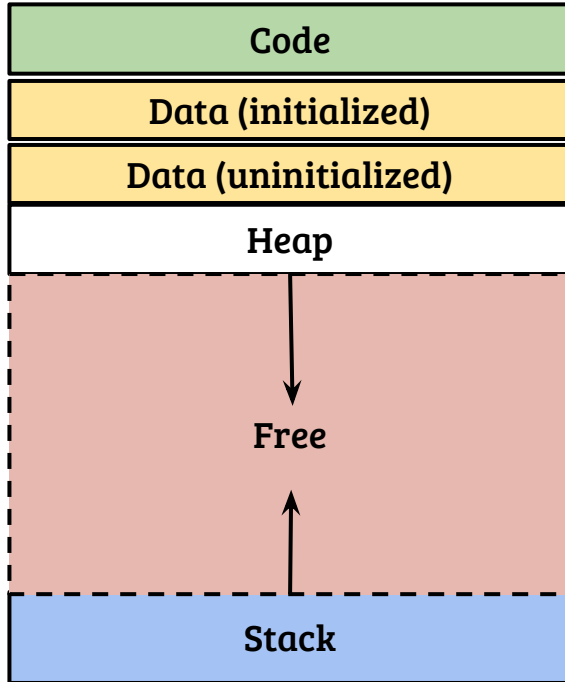 Code
Data (initialized)
Data (uninitialized)
Heap
Free
Stack